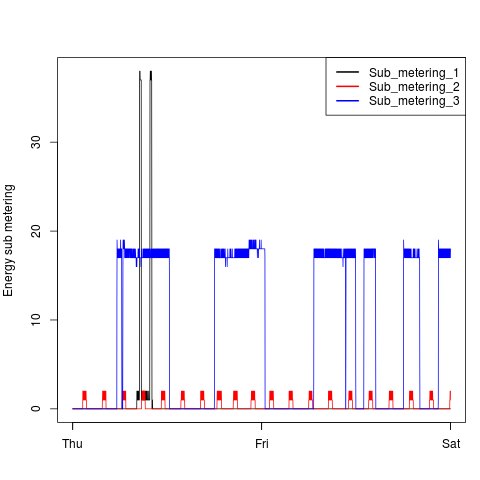 Sub_metering_1
Sub_metering_2
Sub_metering_3
Energy sub metering
30
20
10
0
Thu Fri Sat